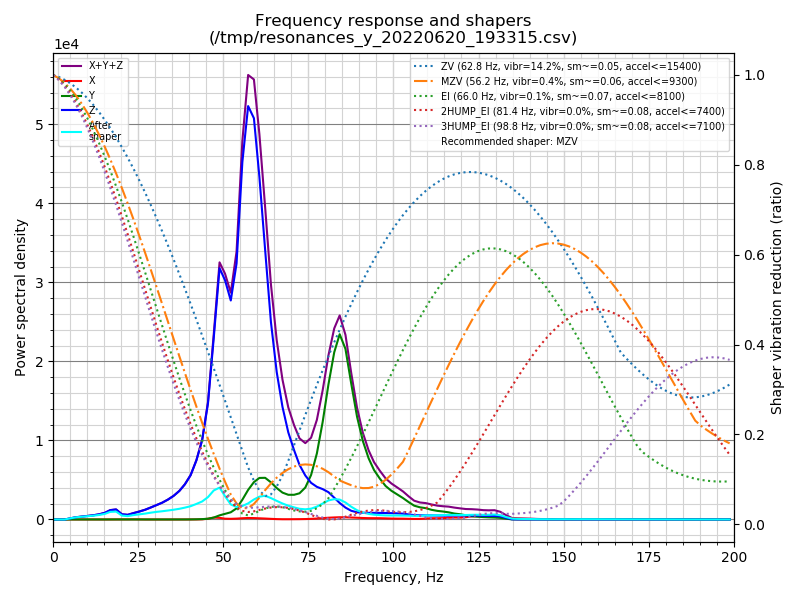 Frequency response and shapers
(/tmp/resonances_y_20220620_193315.csv)
1e4
X+Y+Z
X
Y
Z
After
shaper
ZV (62.8 Hz, vibr=14.2%, sm~=0.05, accel<=15400)
MZV (56.2 Hz, vibr=0.4%, sm~=0.06, accel<=9300)
EI (66.0 Hz, vibr=0.1%, sm~=0.07, accel<=8100)
2HUMP_EI (81.4 Hz, vibr=0.0%, sm~=0.08, accel<=7400)
3HUMP_EI (98.8 Hz, vibr=0.0%, sm~=0.08, accel<=7100)
Recommended shaper: MZV
Power spectral density
5
4
3
2
1
0
1.0
0.8
0.6
0.4
0.2
0.0
Shaper vibration reduction (ratio)
0 25 50 75 100 125 150 175 200
Frequency, Hz